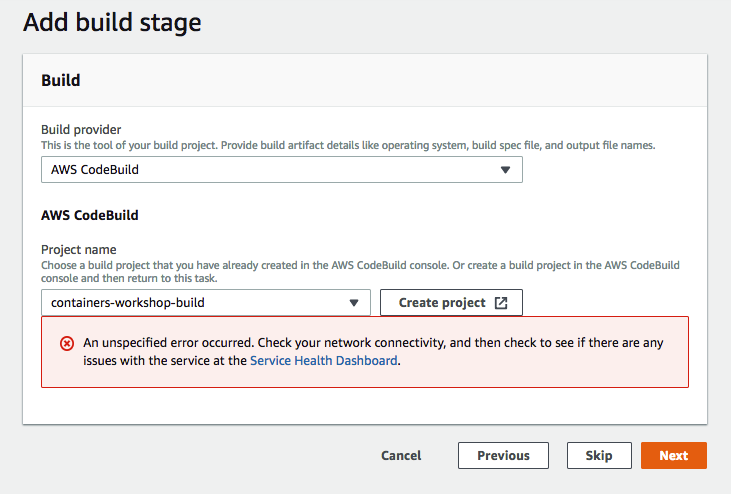 Add build stage
Build
Build provider
This is the tool of your build project. Provide build artifact details like operating system, build spec file, and output file names.
AWS CodeBuild
AWS CodeBuild
Project name
Choose a build project that you have already created in the AWS CodeBuild console. Or create a build project in the AWS CodeBuild
console and then return to this task.
containers-workshop-build
Create project
An unspecified error occurred. Check your network connectivity, and then check to see if there are any
issues with the service at the Service Health Dashboard.
Cancel
Previous
Skip
Next